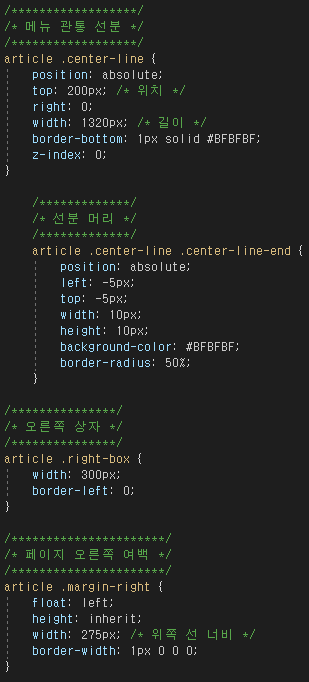 /*******************/
/* 메뉴 관통 선분 */
/*******************/
article .center-line {
position: absolute;
top: 200px; /* 위치 */
right: 0;
width: 1320px; /* 길이 */
border-bottom: 1px solid #BFBFBF;
z-index: 0;
}
/*************/
/* 선분 머리 */
/*************/
article .center-line .center-line-end {
position: absolute;
left: -5px;
top: -5px;
width: 10px;
height: 10px;
background-color: #BFBFBF;
border-radius: 50%;
}
/***************/
/* 오른쪽 상자 */
/***************/
article .right-box {
width: 300px;
border-left: 0;
}
/**********************/
/* 페이지 오른쪽 여백 */
/**********************/
article .margin-right {
float: left;
height: inherit;
width: 275px; /* 위쪽 선 너비 */
border-width: 1px 0 0 0;
}